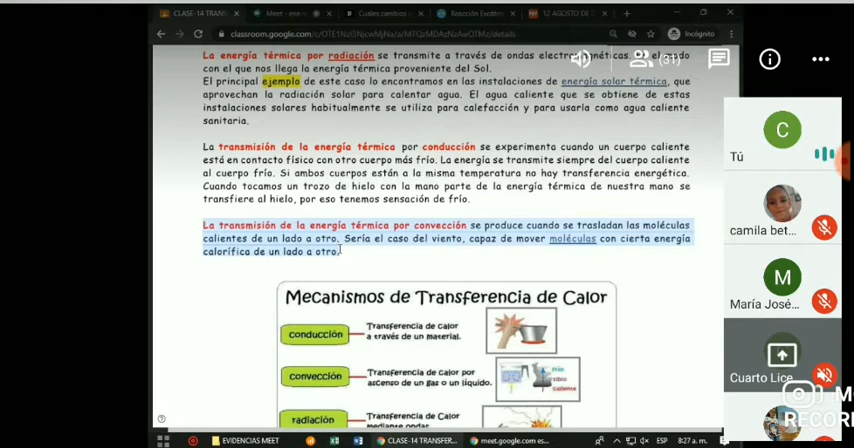 CLASE-14 TRANS
Meet
Cuales cambios
Reacción Exotér
12 AGOSTO DE
classroom.google.com
Incógnito
La energía térmica por radiación se transmite a través de ondas
con el que nos llega la energía térmica proveniente del Sol.
El principal ejemplo de este caso lo encontramos en las instalaciones de energía solar térmica, que
aprovechan la radiación solar para calentar agua. El agua caliente que se obtiene de estas
instalaciones solares habitualmente se utiliza para calefacción y para usarla como agua caliente
sanitaria.
(31)
La transmisión de la energía térmica por conducción se experimenta cuando un cuerpo caliente
está en contacto físico con otro cuerpo más frío. La energía se transmite siempre del cuerpo caliente
al cuerpo frío. Si ambos cuerpos están a la misma temperatura no hay transferencia energética.
Cuando tocamos un trozo de hielo con la mano parte de la energía térmica de nuestra mano se
transfiere al hielo, por eso tenemos sensación de frío.
La transmisión de la energía térmica por convección se produce cuando se trasladan las moléculas
calientes de un lado a otro. Sería el caso del viento, capaz de mover moléculas con cierta energía
calorífica de un lado a otro.
Mecanismos de Transferencia de Calor
conducción
Transferencia de calor
a través de un material.
convección
Transferencia de calor por
ascenso de un gas o un líquido.
frío
tibio
caliente
radiación
Transferencia de Calor
mediante ondas
C
Tú
camila bet...
M
María José...
Cuarto Lice...
RECOR
EVIDENCIAS MEET
CLASE-14 TRANSFER...
meet.google.com es...
ESP
8:27 a. m.